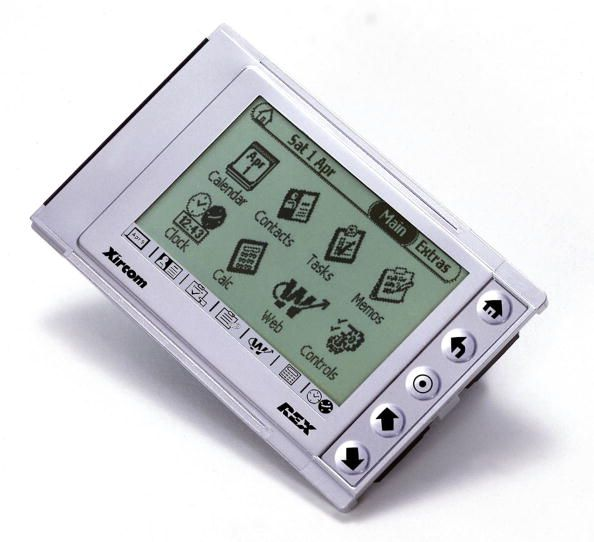 Sat 1 Apr
Main
Extras
Apr
1
Calendar
Contacts
Tasks
Memos
12:43
Clock
Calc
Web
Controls
Xircom
REX